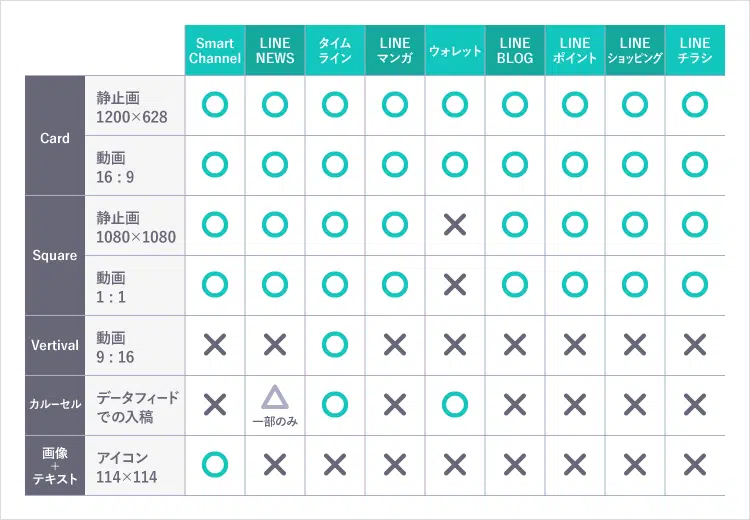 Smart
Channel
LINE
NEWS
タイム
ライン
LINE
マンガ
ウォレット
LINE
BLOG
LINE
ポイント
LINE
ショッピング
LINE
チラシ
Card
静止画
1200×628
動画
16：9
Square
静止画
1080×1080
動画
1：1
Vertival
動画
9：16
カルーセル
データフィード
での入稿
一部のみ
画像
+
テキスト
アイコン
114×114